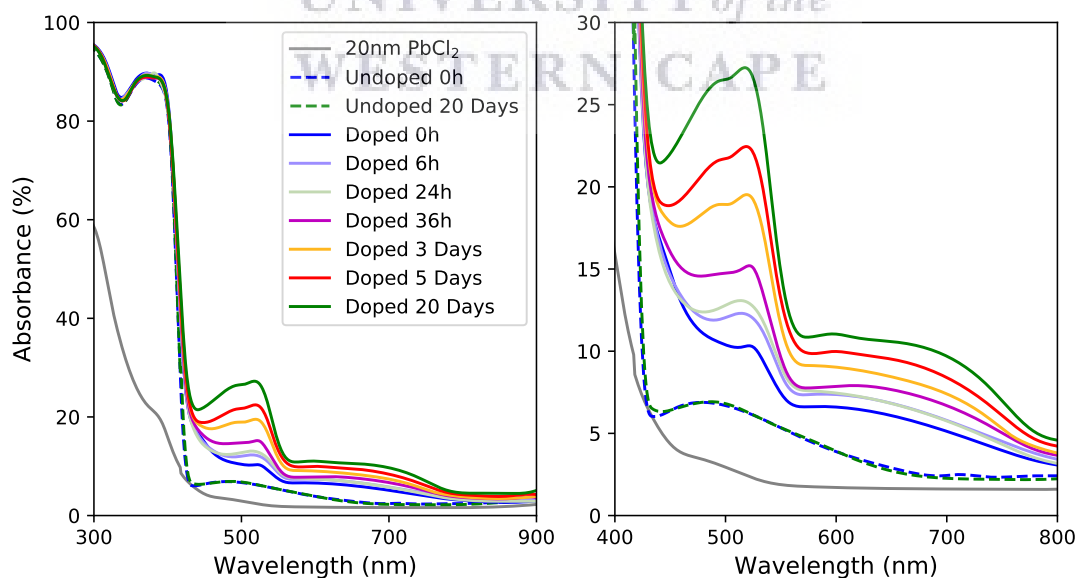 UNIVERSITY of the
WESTERN CAPE
100
80
60
40
20
0
300
500
700
900
Absorbance (%)
Wavelength (nm)
20nm PbCl₂
Undoped 0h
Undoped 20 Days
Doped 0h
Doped 6h
Doped 24h
Doped 36h
Doped 3 Days
Doped 5 Days
Doped 20 Days
30
25
20
15
10
5
0
400
500
600
700
800
Wavelength (nm)